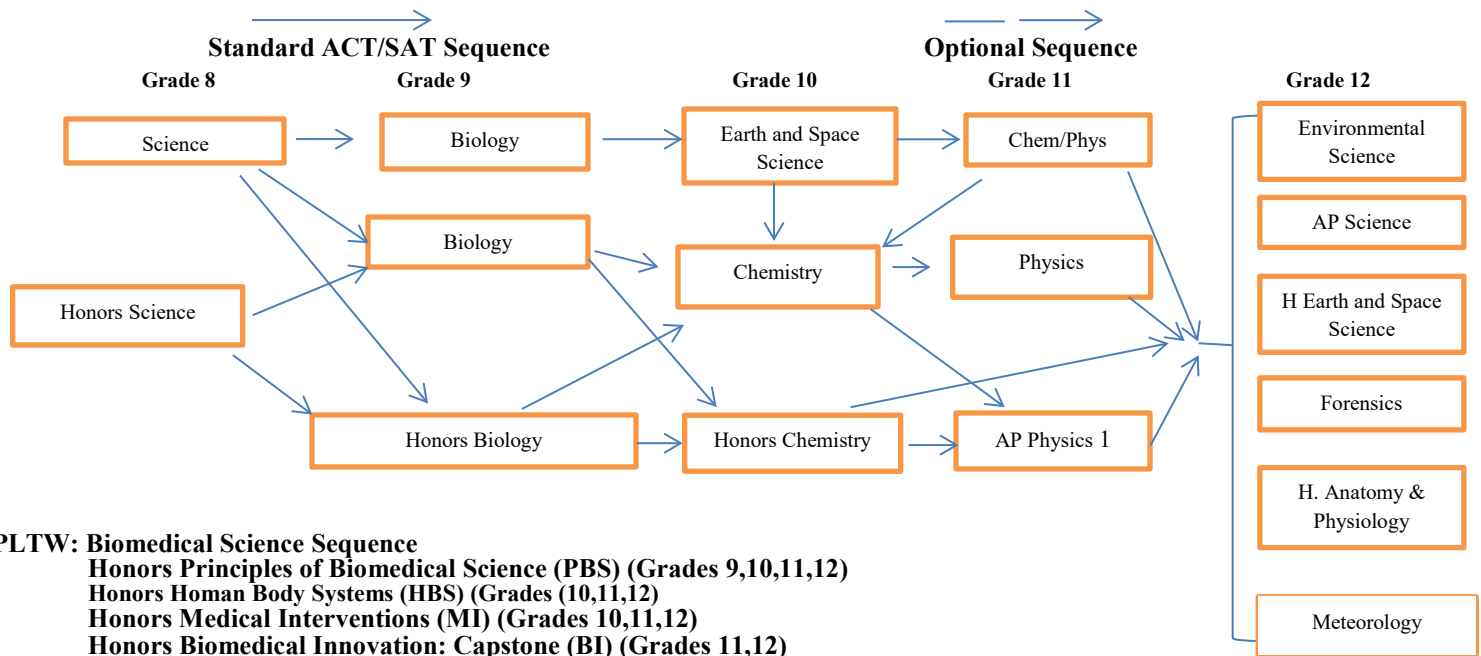 Standard ACT/SAT Sequence
Optional Sequence
Grade 8
Grade 9
Grade 10
Grade 11
Grade 12
Science
Biology
Earth and Space
Science
Chem/Phys
Environmental
Science
AP Science
Biology
Chemistry
Physics
Honors Science
H Earth and Space
Science
Forensics
Honors Biology
Honors Chemistry
AP Physics 1
H. Anatomy &
Physiology
Meteorology
PLTW: Biomedical Science Sequence
Honors Principles of Biomedical Science (PBS) (Grades 9,10,11,12)
Honors Human Body Systems (HBS) (Grades (10,11,12)
Honors Medical Interventions (MI) (Grades 10,11,12)
Honors Biomedical Innovation: Capstone (BI) (Grades 11,12)